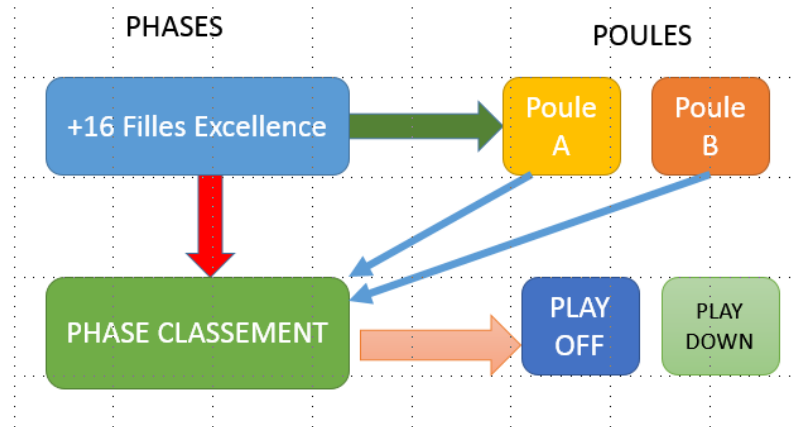 PHASES
POULES
+16 Filles Excellence
Poule
A
Poule
B
PHASE CLASSEMENT
PLAY
OFF
PLAY
DOWN